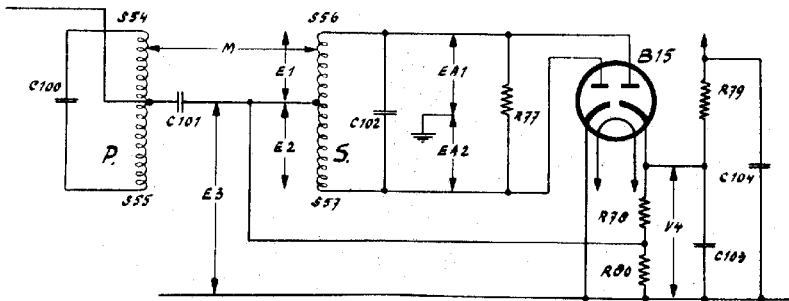 S54
S56
M
E1
EA1
B15
C100
C101
C102
R77
R79
P.
S.
E2
EA2
C104
S55
S57
E3
R78
V4
C103
R80